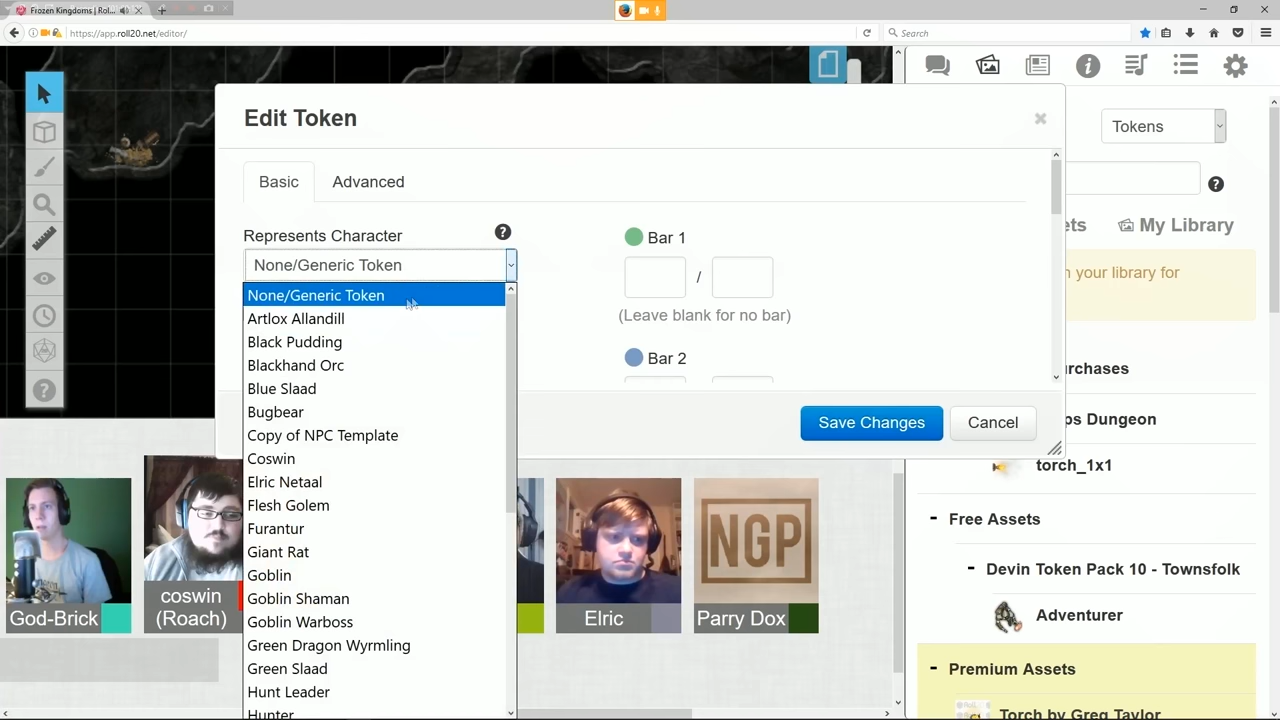 Frozen Kingdoms | Rol...
https://app.roll20.net/editor/
Search
Edit Token
Tokens
Basic
Advanced
ets
My Library
Represents Character
None/Generic Token
Bar 1
/
(Leave blank for no bar)
Bar 2
n your library for
None/Generic Token
Artlox Allandill
Black Pudding
Blackhand Orc
Blue Slaad
Bugbear
Copy of NPC Template
Coswin
Elric Netaal
Flesh Golem
Furantur
Giant Rat
Goblin
Goblin Shaman
Goblin Warboss
Green Dragon Wyrmling
Green Slaad
Hunt Leader
Hunter
Save Changes
Cancel
urchases
ps Dungeon
torch_1x1
Free Assets
Devin Token Pack 10 - Townsfolk
Adventurer
Premium Assets
Torch by Greg Taylor
God-Brick
coswin
(Roach)
Elric
NGP
Parry Dox